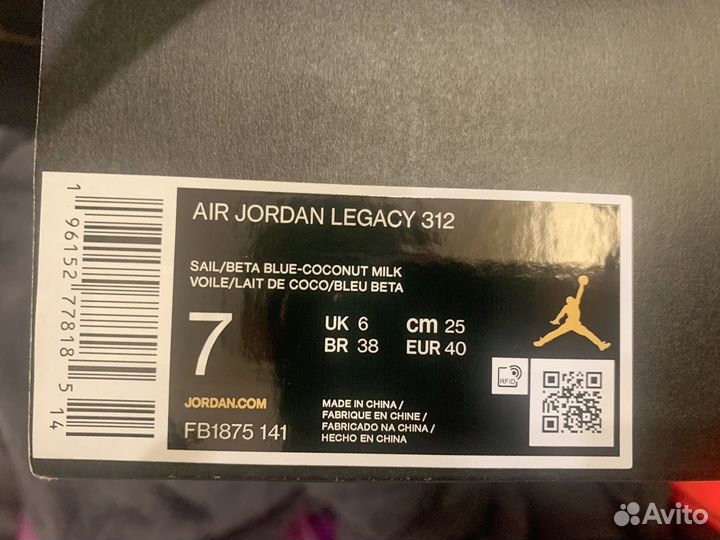 AIR JORDAN LEGACY 312
SAIL/BETA BLUE-COCONUT MILK
VOILE/LAIT DE COCO/BLEU BETA
7
UK 6 cm 25
BR 38 EUR 40
JORDAN.COM
FB1875 141
MADE IN CHINA /
FABRIQUE EN CHINE /
FABRICADO NA CHINA /
HECHO EN CHINA
RFID
1 96152 77818 5 14
Avito